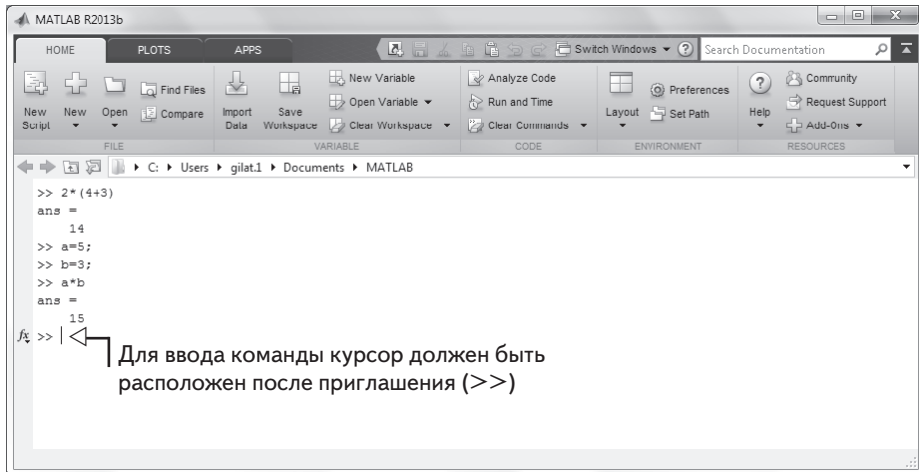 MATLAB R2013b
HOME PLOTS APPS Switch Windows Search Documentation
New Script New Open Find Files Compare Import Data Save Workspace New Variable Open Variable Clear Workspace Analyze Code Run and Time Clear Commands Layout Preferences Set Path Help Community Request Support Add-Ons
FILE VARIABLE CODE ENVIRONMENT RESOURCES
C: Users gilat.1 Documents MATLAB
>> 2*(4+3)
ans =
14
>> a=5;
>> b=3;
>> a*b
ans =
15
fx >>
Для ввода команды курсор должен быть
расположен после приглашения (>>)